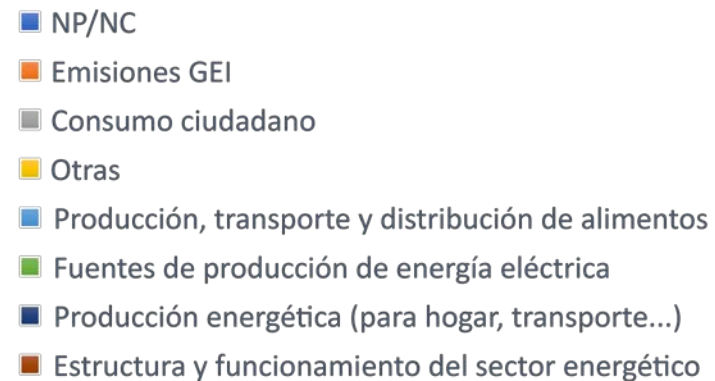 NP/NC
Emisiones GEI
Consumo ciudadano
Otras
Producción, transporte y distribución de alimentos
Fuentes de producción de energía eléctrica
Producción energética (para hogar, transporte...)
Estructura y funcionamiento del sector energético